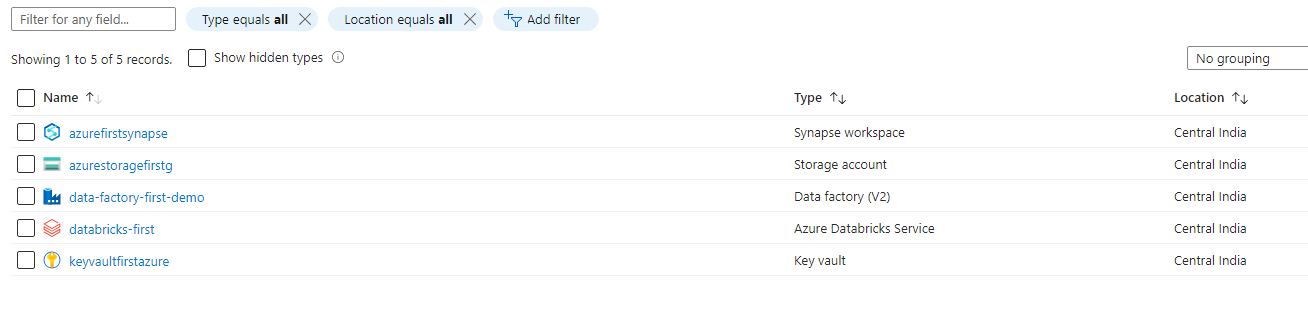 Filter for any field... Type equals all Location equals all Add filter
Showing 1 to 5 of 5 records. Show hidden types No grouping
Name Type Location
azurefirstsynapse Synapse workspace Central India
azurestoragefirstg Storage account Central India
data-factory-first-demo Data factory (V2) Central India
databricks-first Azure Databricks Service Central India
keyvaultfirstazure Key vault Central India